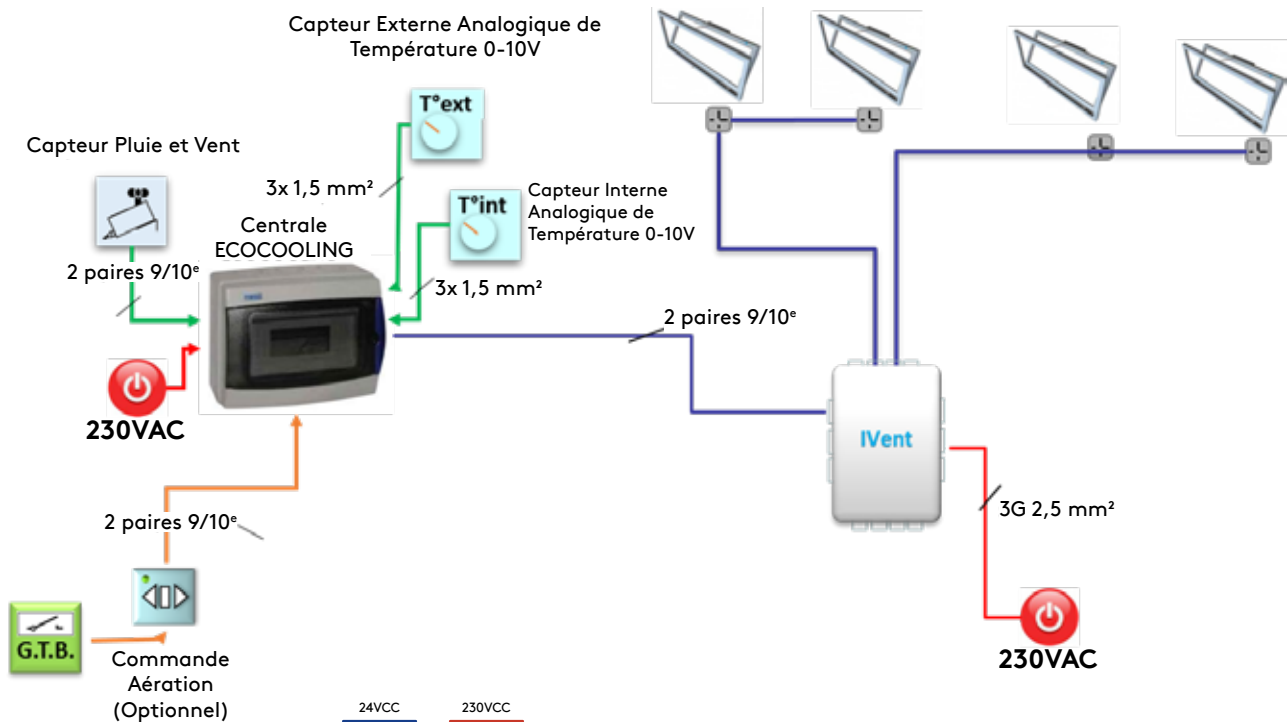 Capteur Externe Analogique de
Température 0-10V
T°ext
Capteur Pluie et Vent
3x 1,5 mm²
T°int
Capteur Interne
Analogique de
Température 0-10V
Centrale
ECOCOOLING
2 paires 9/10ᵉ
3x 1,5 mm²
2 paires 9/10ᵉ
230VAC
IVent
3G 2,5 mm²
2 paires 9/10ᵉ
G.T.B.
230VAC
Commande
Aération
(Optionnel)
24VCC
230VCC